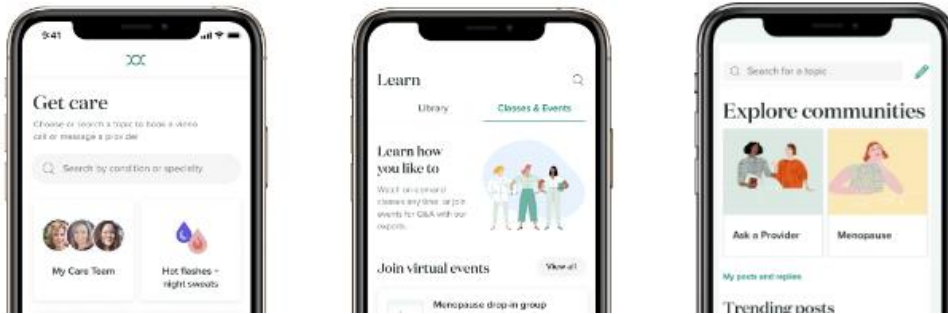 9:41
Get care
Choose or search a topic to book a video
call or message a provider
Search by condition or specialty
My Care Team
Hot flashes –
night sweats
Learn
Library
Classes & Events
Learn how
you like to
Watch on-demand
classes any time, or join
events for Q&A with our
experts.
Join virtual events
View all
Menopause drop-in group
Search for a topic
Explore communities
Ask a Provider
Menopause
My posts and replies
Trending posts